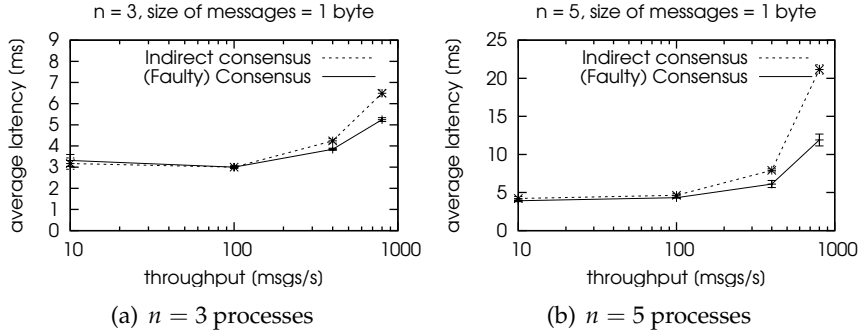 n = 3, size of messages = 1 byte
average latency [ms]
9
8
7
6
5
4
3
2
1
0
Indirect consensus
(Faulty) Consensus
10
100
1000
throughput [msgs/s]
(a) n = 3 processes
n = 5, size of messages = 1 byte
average latency [ms]
25
20
15
10
5
0
Indirect consensus
(Faulty) Consensus
10
100
1000
throughput [msgs/s]
(b) n = 5 processes